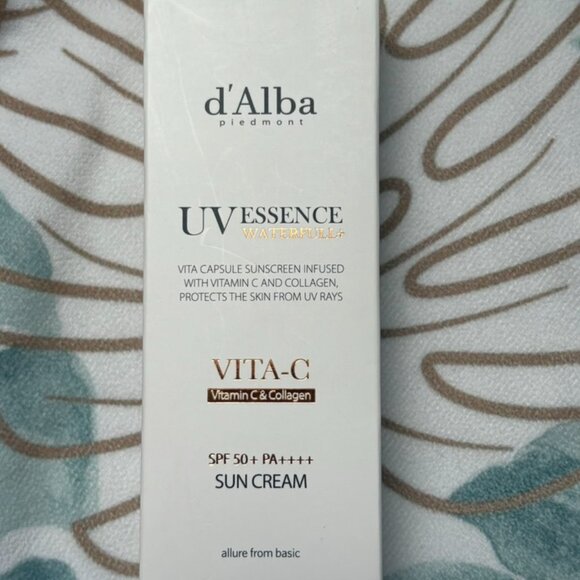 d'Alba
piedmont
UV ESSENCE
WATERFULL+
VITA CAPSULE SUNSCREEN INFUSED
WITH VITAMIN C AND COLLAGEN,
PROTECTS THE SKIN FROM UV RAYS
VITA-C
Vitamin C & Collagen
SPF 50+ PA++++
SUN CREAM
allure from basic